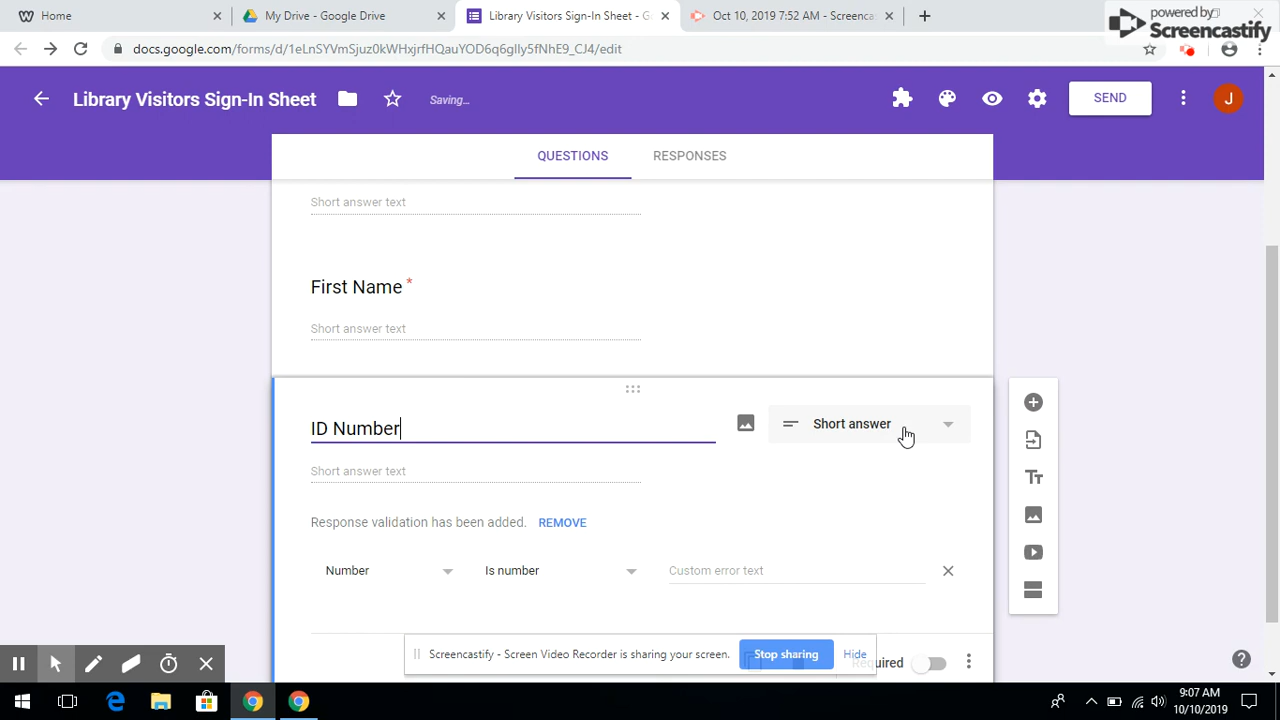 Home
My Drive - Google Drive
Library Visitors Sign-In Sheet - G
Oct 10, 2019 7:52 AM - Screencas
powered by
Screencastify
docs.google.com/forms/d/1eLnSYVmSjuz0kWHxjrfHQauYOD6q6gIly5fNhE9_CJ4/edit
Library Visitors Sign-In Sheet
Saving...
SEND
J
QUESTIONS
RESPONSES
Short answer text
First Name *
Short answer text
ID Number
Short answer
Short answer text
Response validation has been added. REMOVE
Number
Is number
Custom error text
Screencastify - Screen Video Recorder is sharing your screen.
Stop sharing
Hide
Required
9:07 AM
10/10/2019